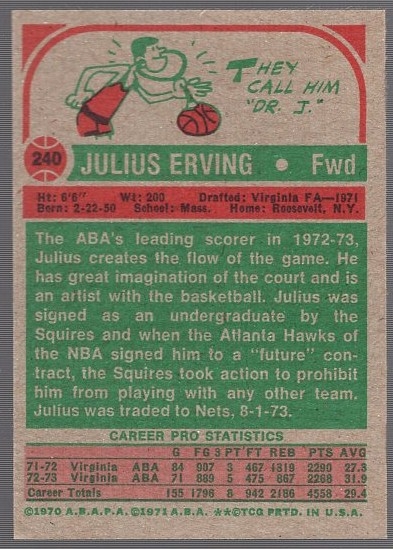 THEY
CALL HIM
"DR. J."
240 JULIUS ERVING • Fwd
Ht: 6'6" Wt: 200 Drafted: Virginia FA—1971
Born: 2-22-50 School: Mass. Home: Roosevelt, N.Y.
The ABA's leading scorer in 1972-73,
Julius creates the flow of the game. He
has great imagination of the court and is
an artist with the basketball. Julius was
signed as an undergraduate by the
Squires and when the Atlanta Hawks of
the NBA signed him to a "future" con-
tract, the Squires took action to prohibit
him from playing with any other team.
Julius was traded to Nets, 8-1-73.
CAREER PRO STATISTICS
G FG 3PT FT REB PTS AVG
71-72 Virginia ABA 84 907 3 467 1319 2290 27.3
72-73 Virginia ABA 71 889 5 475 867 2268 31.9
Career Totals 155 1796 8 942 2186 4558 29.4
©1970 A.B.A.P.A. ©1971 A.B.A. **©TCG PRTD. IN U.S.A.